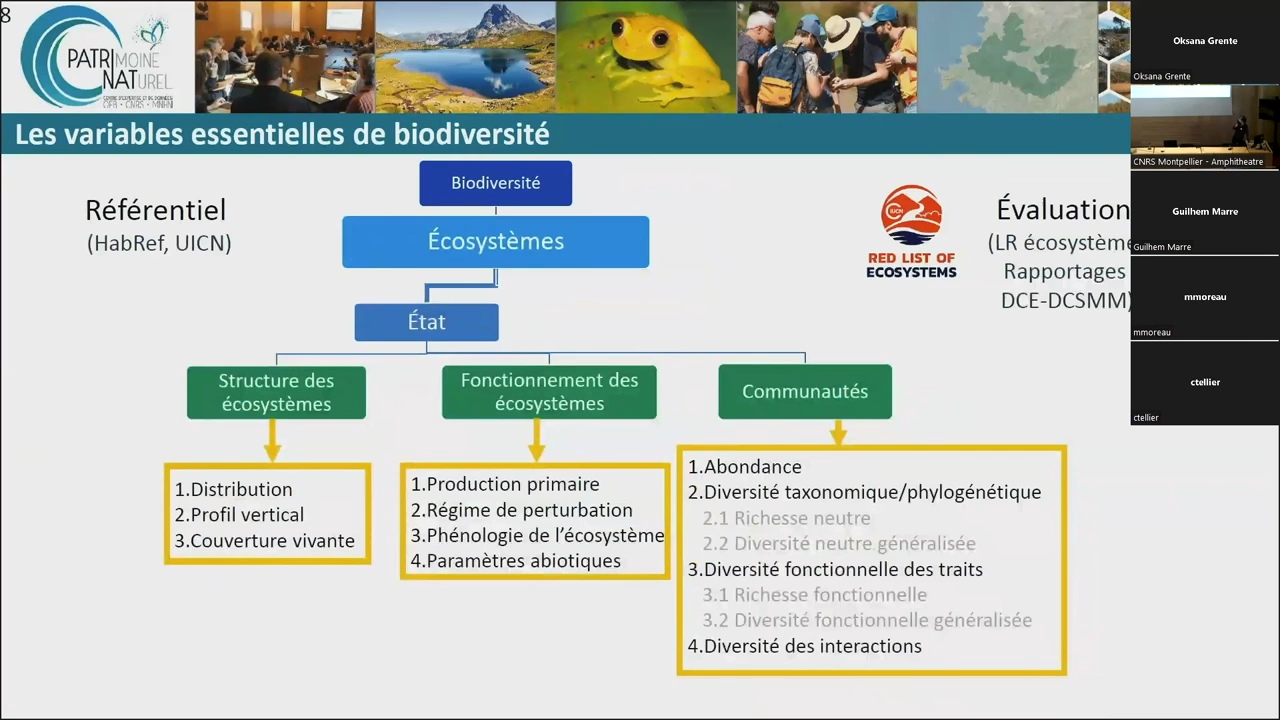 8
PATRIMOINE
NATUREL
Les variables essentielles de biodiversité
Référentiel
(HabRef, UICN)
Biodiversité
Écosystèmes
État
IUCN
RED LIST OF
ECOSYSTEMS
Évaluation
(LR écosystème
Rapportages
DCE-DCSMM)
Structure des
écosystèmes
Fonctionnement des
écosystèmes
Communautés
1.Distribution
2.Profil vertical
3.Couverture vivante
1.Production primaire
2.Régime de perturbation
3.Phénologie de l’écosystème
4.Paramètres abiotiques
1.Abondance
2.Diversité taxonomique/phylogénétique
2.1 Richesse neutre
2.2 Diversité neutre généralisée
3.Diversité fonctionnelle des traits
3.1 Richesse fonctionnelle
3.2 Diversité fonctionnelle généralisée
4.Diversité des interactions
Oksana Grente
Oksana Grente
CNRS Montpellier - Amphitheatre
Guilhem Marre
Guilhem Marre
mmoreau
mmoreau
ctellier
ctellier